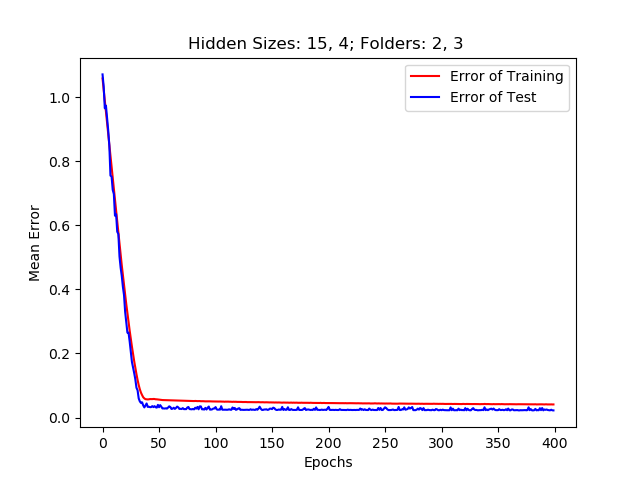 Hidden Sizes: 15, 4; Folders: 2, 3
Error of Training
Error of Test
Mean Error
1.0
0.8
0.6
0.4
0.2
0.0
0 50 100 150 200 250 300 350 400
Epochs